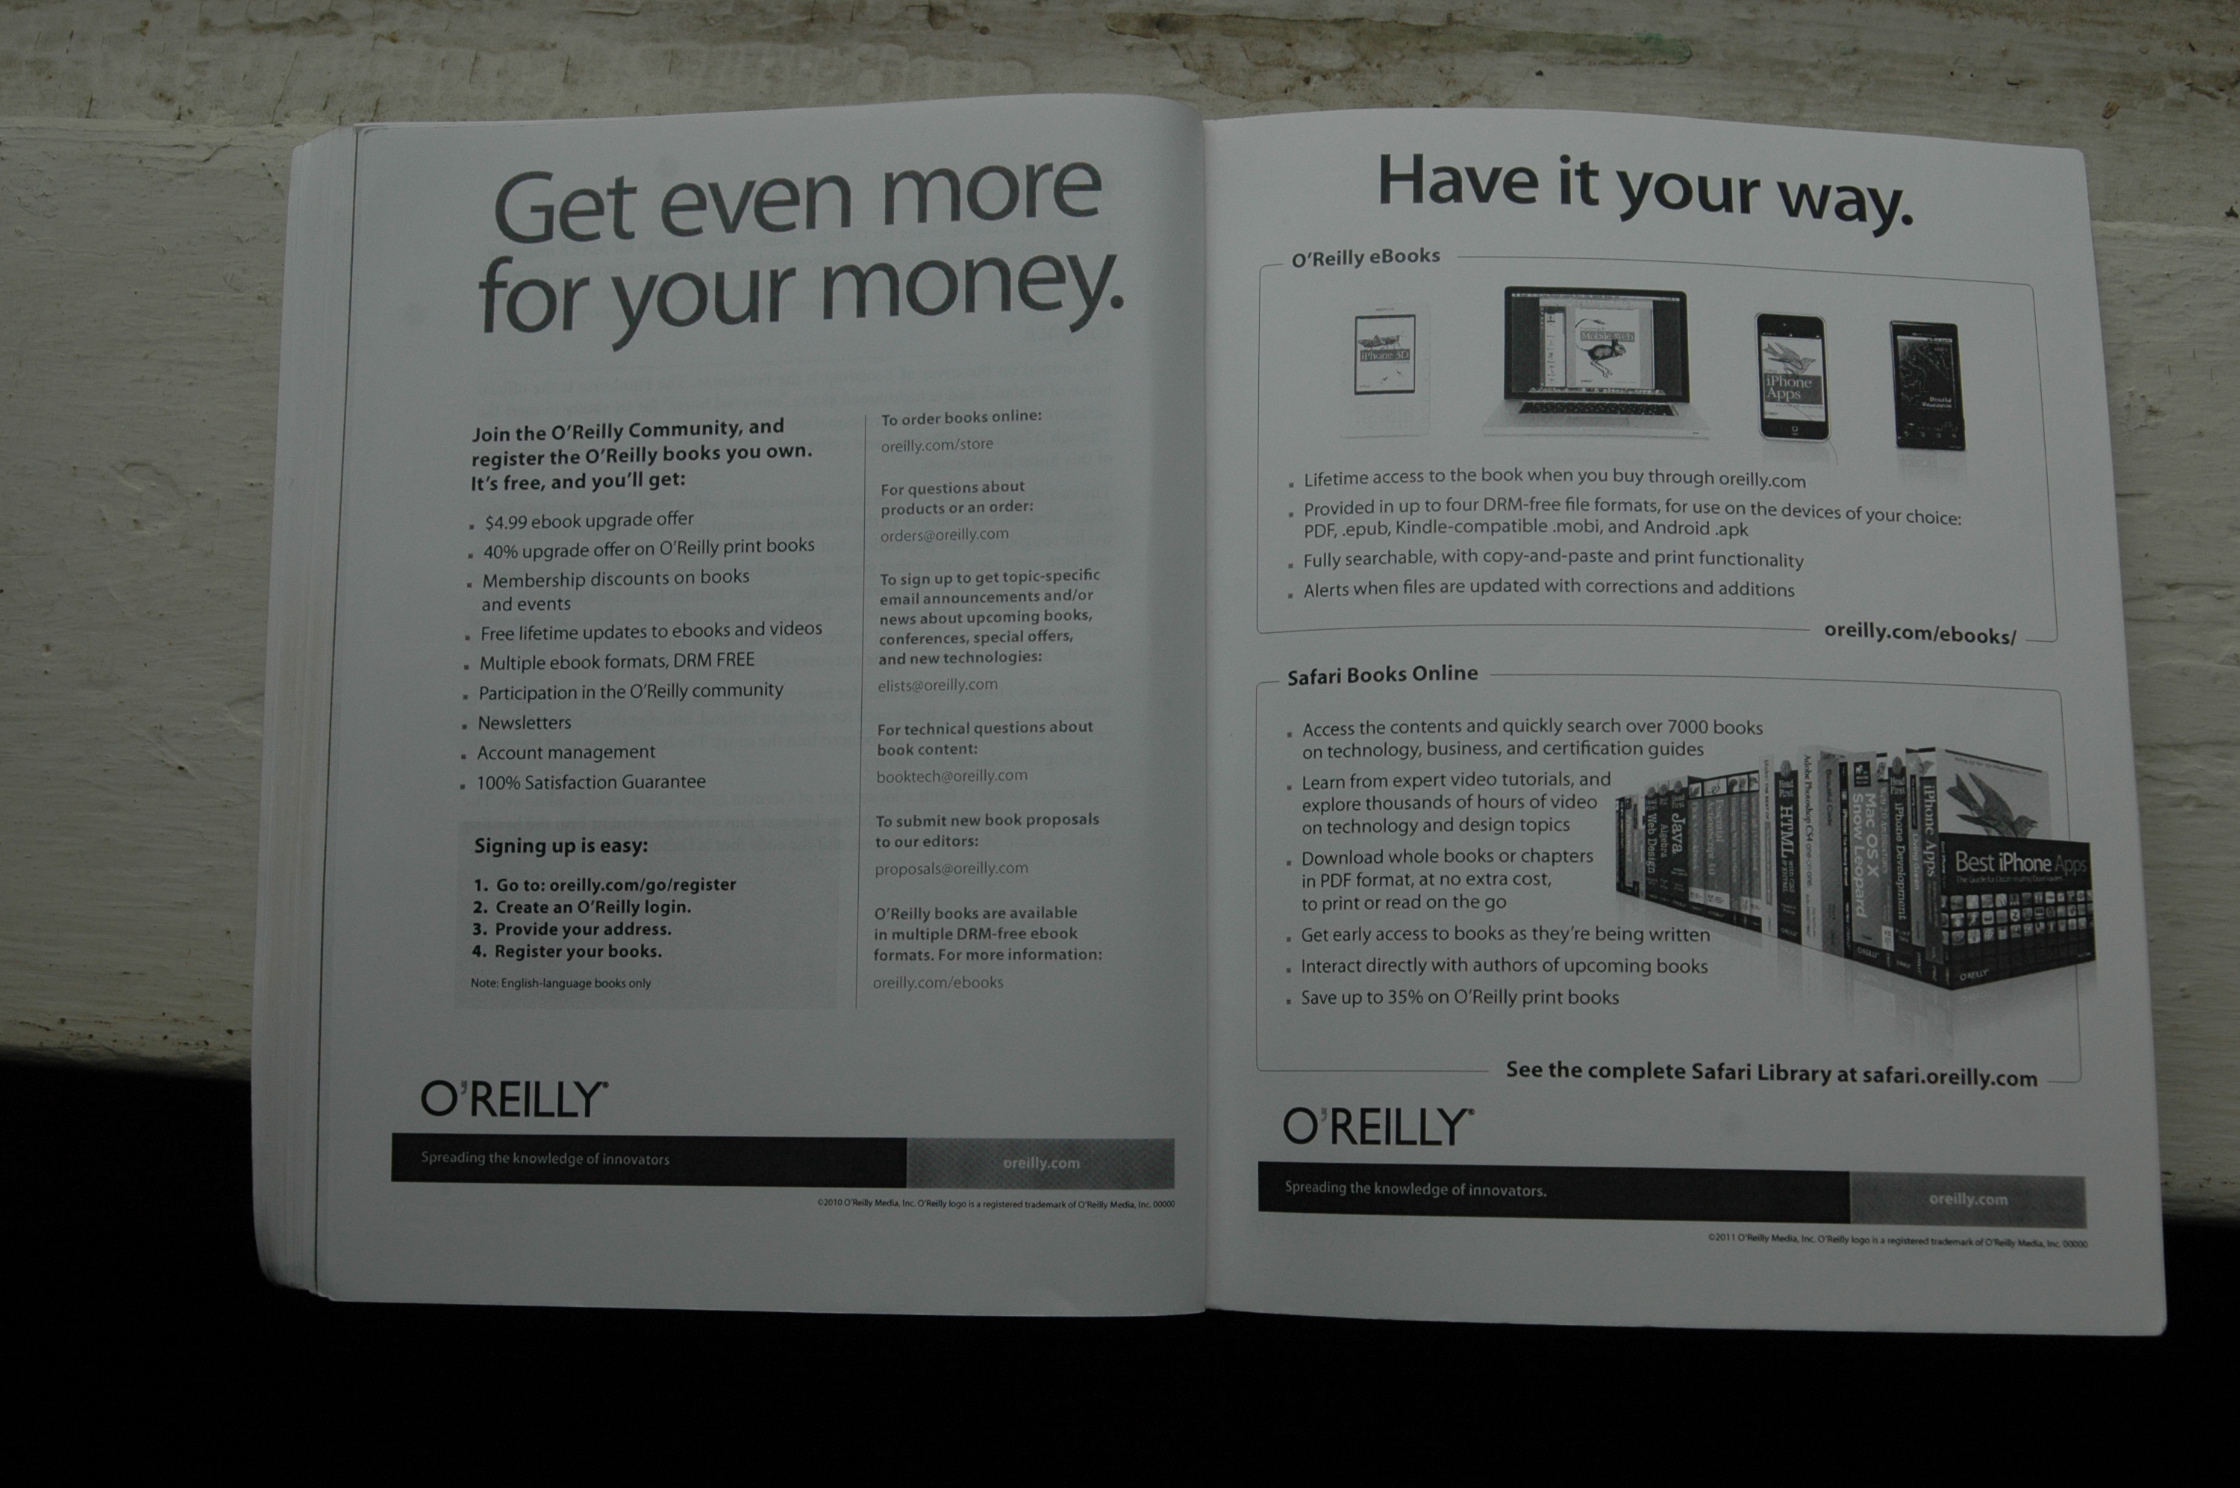 Get even more
for your money.
Join the O'Reilly Community, and
register the O'Reilly books you own.
It's free, and you'll get:
▪ $4.99 ebook upgrade offer
▪ 40% upgrade offer on O'Reilly print books
▪ Membership discounts on books
and events
▪ Free lifetime updates to ebooks and videos
▪ Multiple ebook formats, DRM FREE
▪ Participation in the O'Reilly community
▪ Newsletters
▪ Account management
▪ 100% Satisfaction Guarantee
Signing up is easy:
1. Go to: oreilly.com/go/register
2. Create an O'Reilly login.
3. Provide your address.
4. Register your books.
Note: English-language books only
To order books online:
oreilly.com/store
For questions about
products or an order:
orders@oreilly.com
To sign up to get topic-specific
email announcements and/or
news about upcoming books,
conferences, special offers,
and new technologies:
elists@oreilly.com
For technical questions about
book content:
booktech@oreilly.com
To submit new book proposals
to our editors:
proposals@oreilly.com
O'Reilly books are available
in multiple DRM-free ebook
formats. For more information:
oreilly.com/ebooks
O'REILLY®
Spreading the knowledge of innovators
oreilly.com
©2010 O'Reilly Media, Inc. O'Reilly logo is a registered trademark of O'Reilly Media, Inc. 00000
Have it your way.
O'Reilly eBooks
iPhone 3D
iPhone
Apps
▪ Lifetime access to the book when you buy through oreilly.com
▪ Provided in up to four DRM-free file formats, for use on the devices of your choice:
PDF, .epub, Kindle-compatible .mobi, and Android .apk
▪ Fully searchable, with copy-and-paste and print functionality
▪ Alerts when files are updated with corrections and additions
oreilly.com/ebooks/
Safari Books Online
▪ Access the contents and quickly search over 7000 books
on technology, business, and certification guides
▪ Learn from expert video tutorials, and
explore thousands of hours of video
on technology and design topics
▪ Download whole books or chapters
in PDF format, at no extra cost,
to print or read on the go
▪ Get early access to books as they're being written
▪ Interact directly with authors of upcoming books
▪ Save up to 35% on O'Reilly print books
Web Design
Algebra
Java
HTML
Adobe Photoshop CS4 one-on-one
Mac OS X
Snow Leopard
Head First
iPhone Development
iPhone Apps
Best iPhone Apps
O'REILLY
See the complete Safari Library at safari.oreilly.com
O'REILLY®
Spreading the knowledge of innovators.
oreilly.com
©2011 O'Reilly Media, Inc. O'Reilly logo is a registered trademark of O'Reilly Media, Inc. 00000